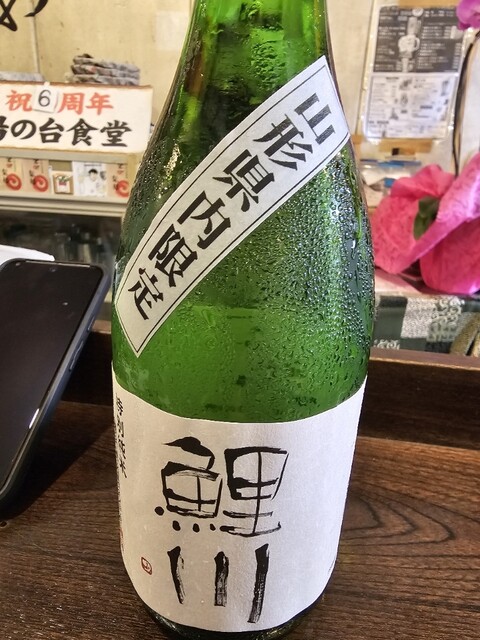 祝6周年
の台食堂
山形県内限定
特別純米
鯉川